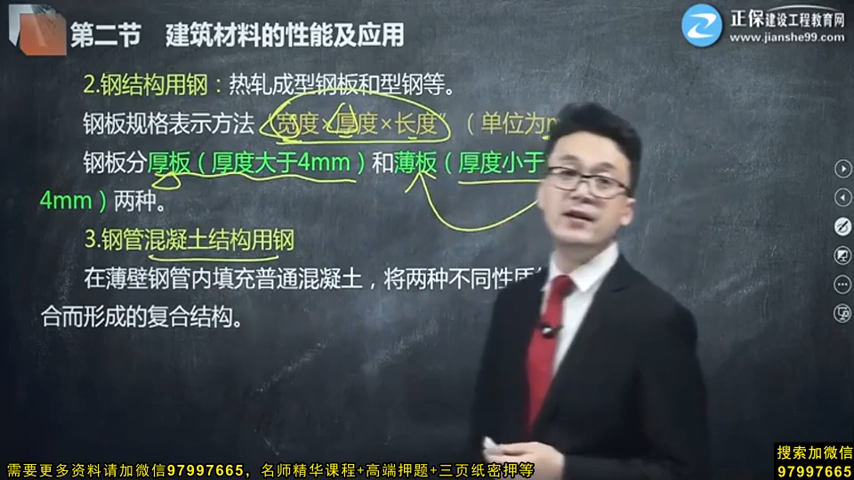 第二节 建筑材料的性能及应用
正保建设工程教育网
www.jianshe99.com
2.钢结构用钢：热轧成型钢板和型钢等。
钢板规格表示方法“宽度×厚度×长度”（单位为
钢板分厚板（厚度大于4mm）和薄板（厚度小于
4mm）两种。
3.钢管混凝土结构用钢
在薄壁钢管内填充普通混凝土，将两种不同性质
合而形成的复合结构。
需要更多资料请加微信97997665，名师精华课程+高端押题+三页纸密押等
搜索加微信
97997665